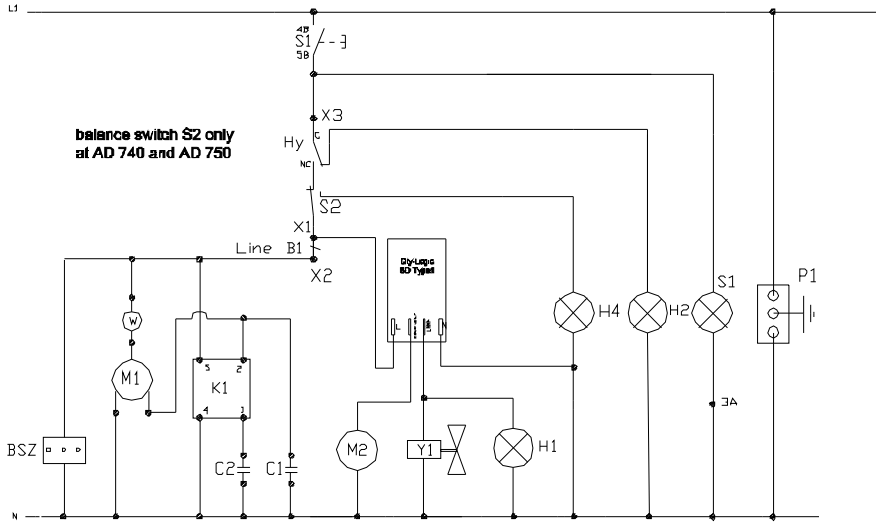 L1
4B
S1
5B
X3
balance switch S2 only
at AD 740 and AD 750
C
Hy
NC
S2
X1
Line B1
X2
Dry-Logic
L
N
P1
S1
H4
H2
W
M1
5 2
K1
4 1
3A
BSZ
C2
C1
M2
Y1
H1
N